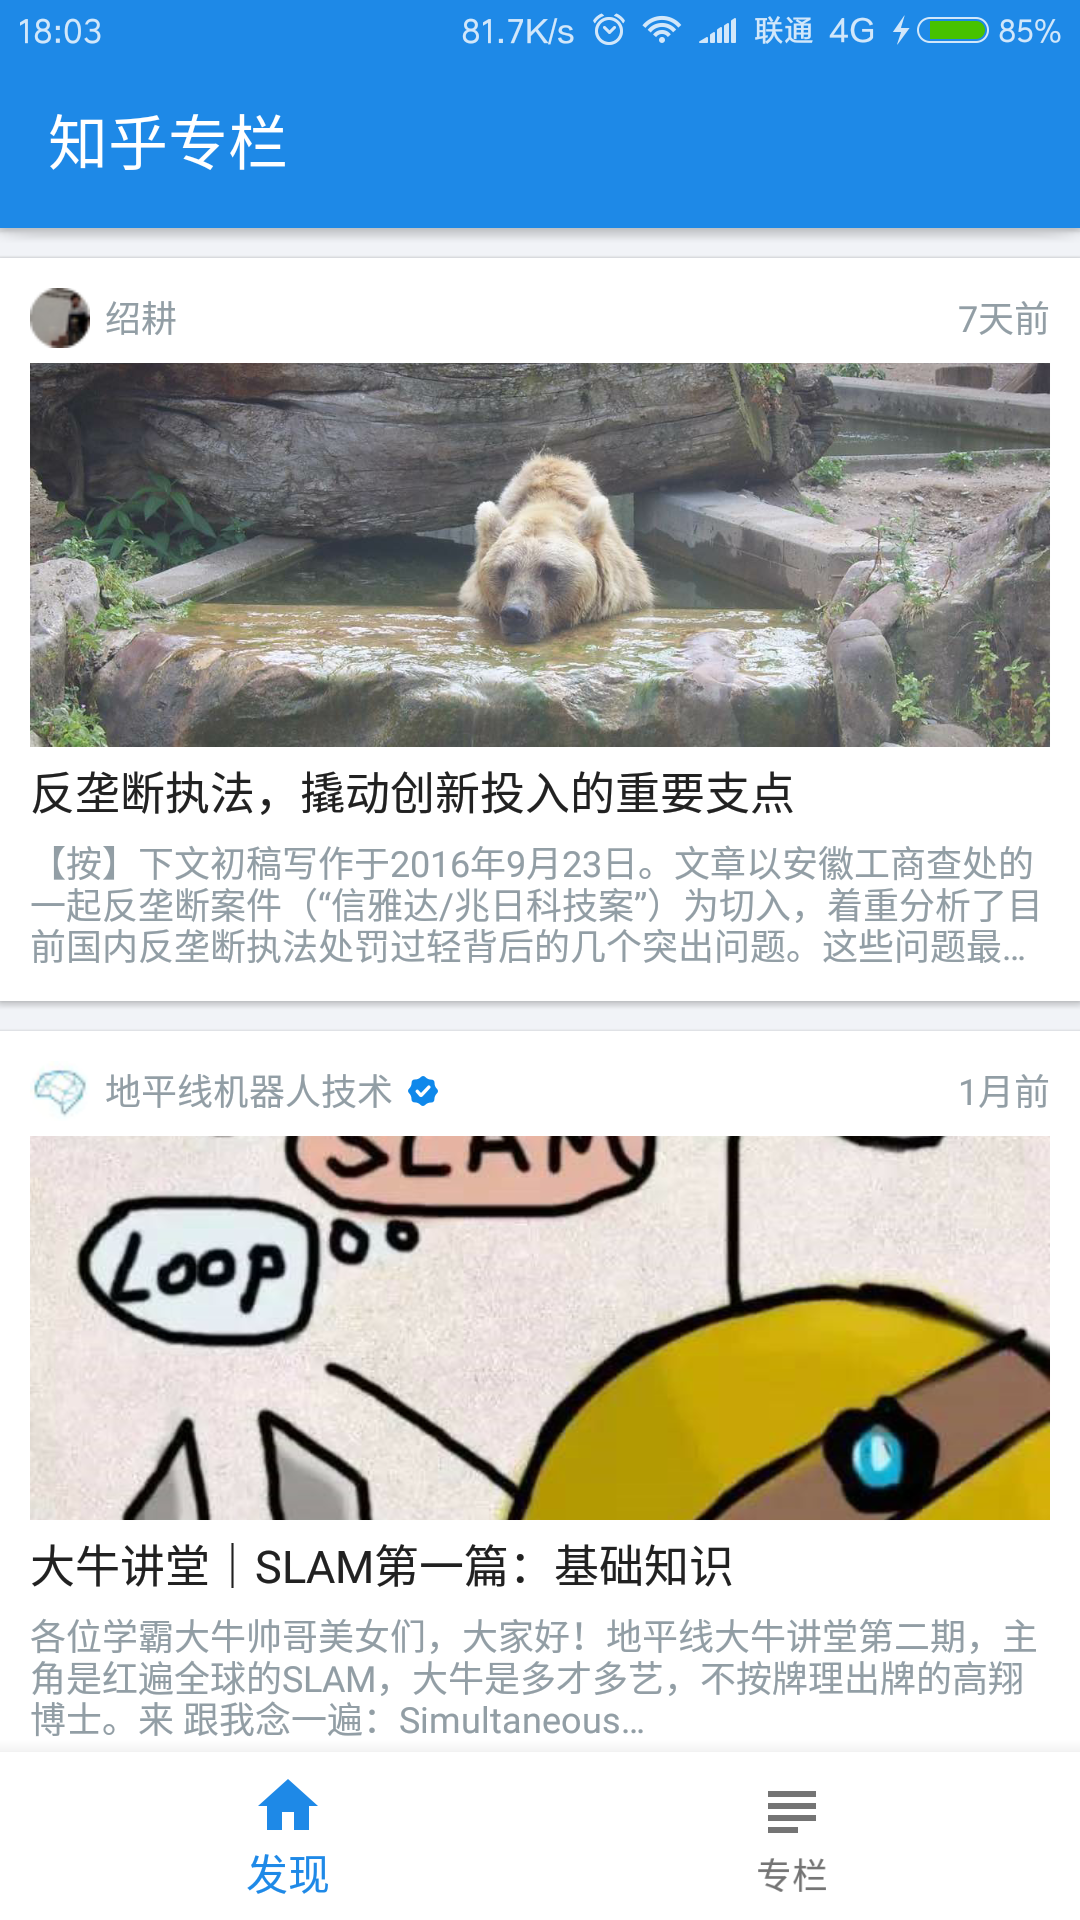 18:03 81.7K/s 联通 4G 85%
知乎专栏
绍耕 7天前
反垄断执法，撬动创新投入的重要支点
【按】下文初稿写作于2016年9月23日。文章以安徽工商查处的
一起反垄断案件（“信雅达/兆日科技案”）为切入，着重分析了目
前国内反垄断执法处罚过轻背后的几个突出问题。这些问题最...
地平线机器人技术 1月前
SLAM
Loop
大牛讲堂｜SLAM第一篇：基础知识
各位学霸大牛帅哥美女们，大家好！地平线大牛讲堂第二期，主
角是红遍全球的SLAM，大牛是多才多艺，不按牌理出牌的高翔
博士。来 跟我念一遍：Simultaneous...
发现 专栏